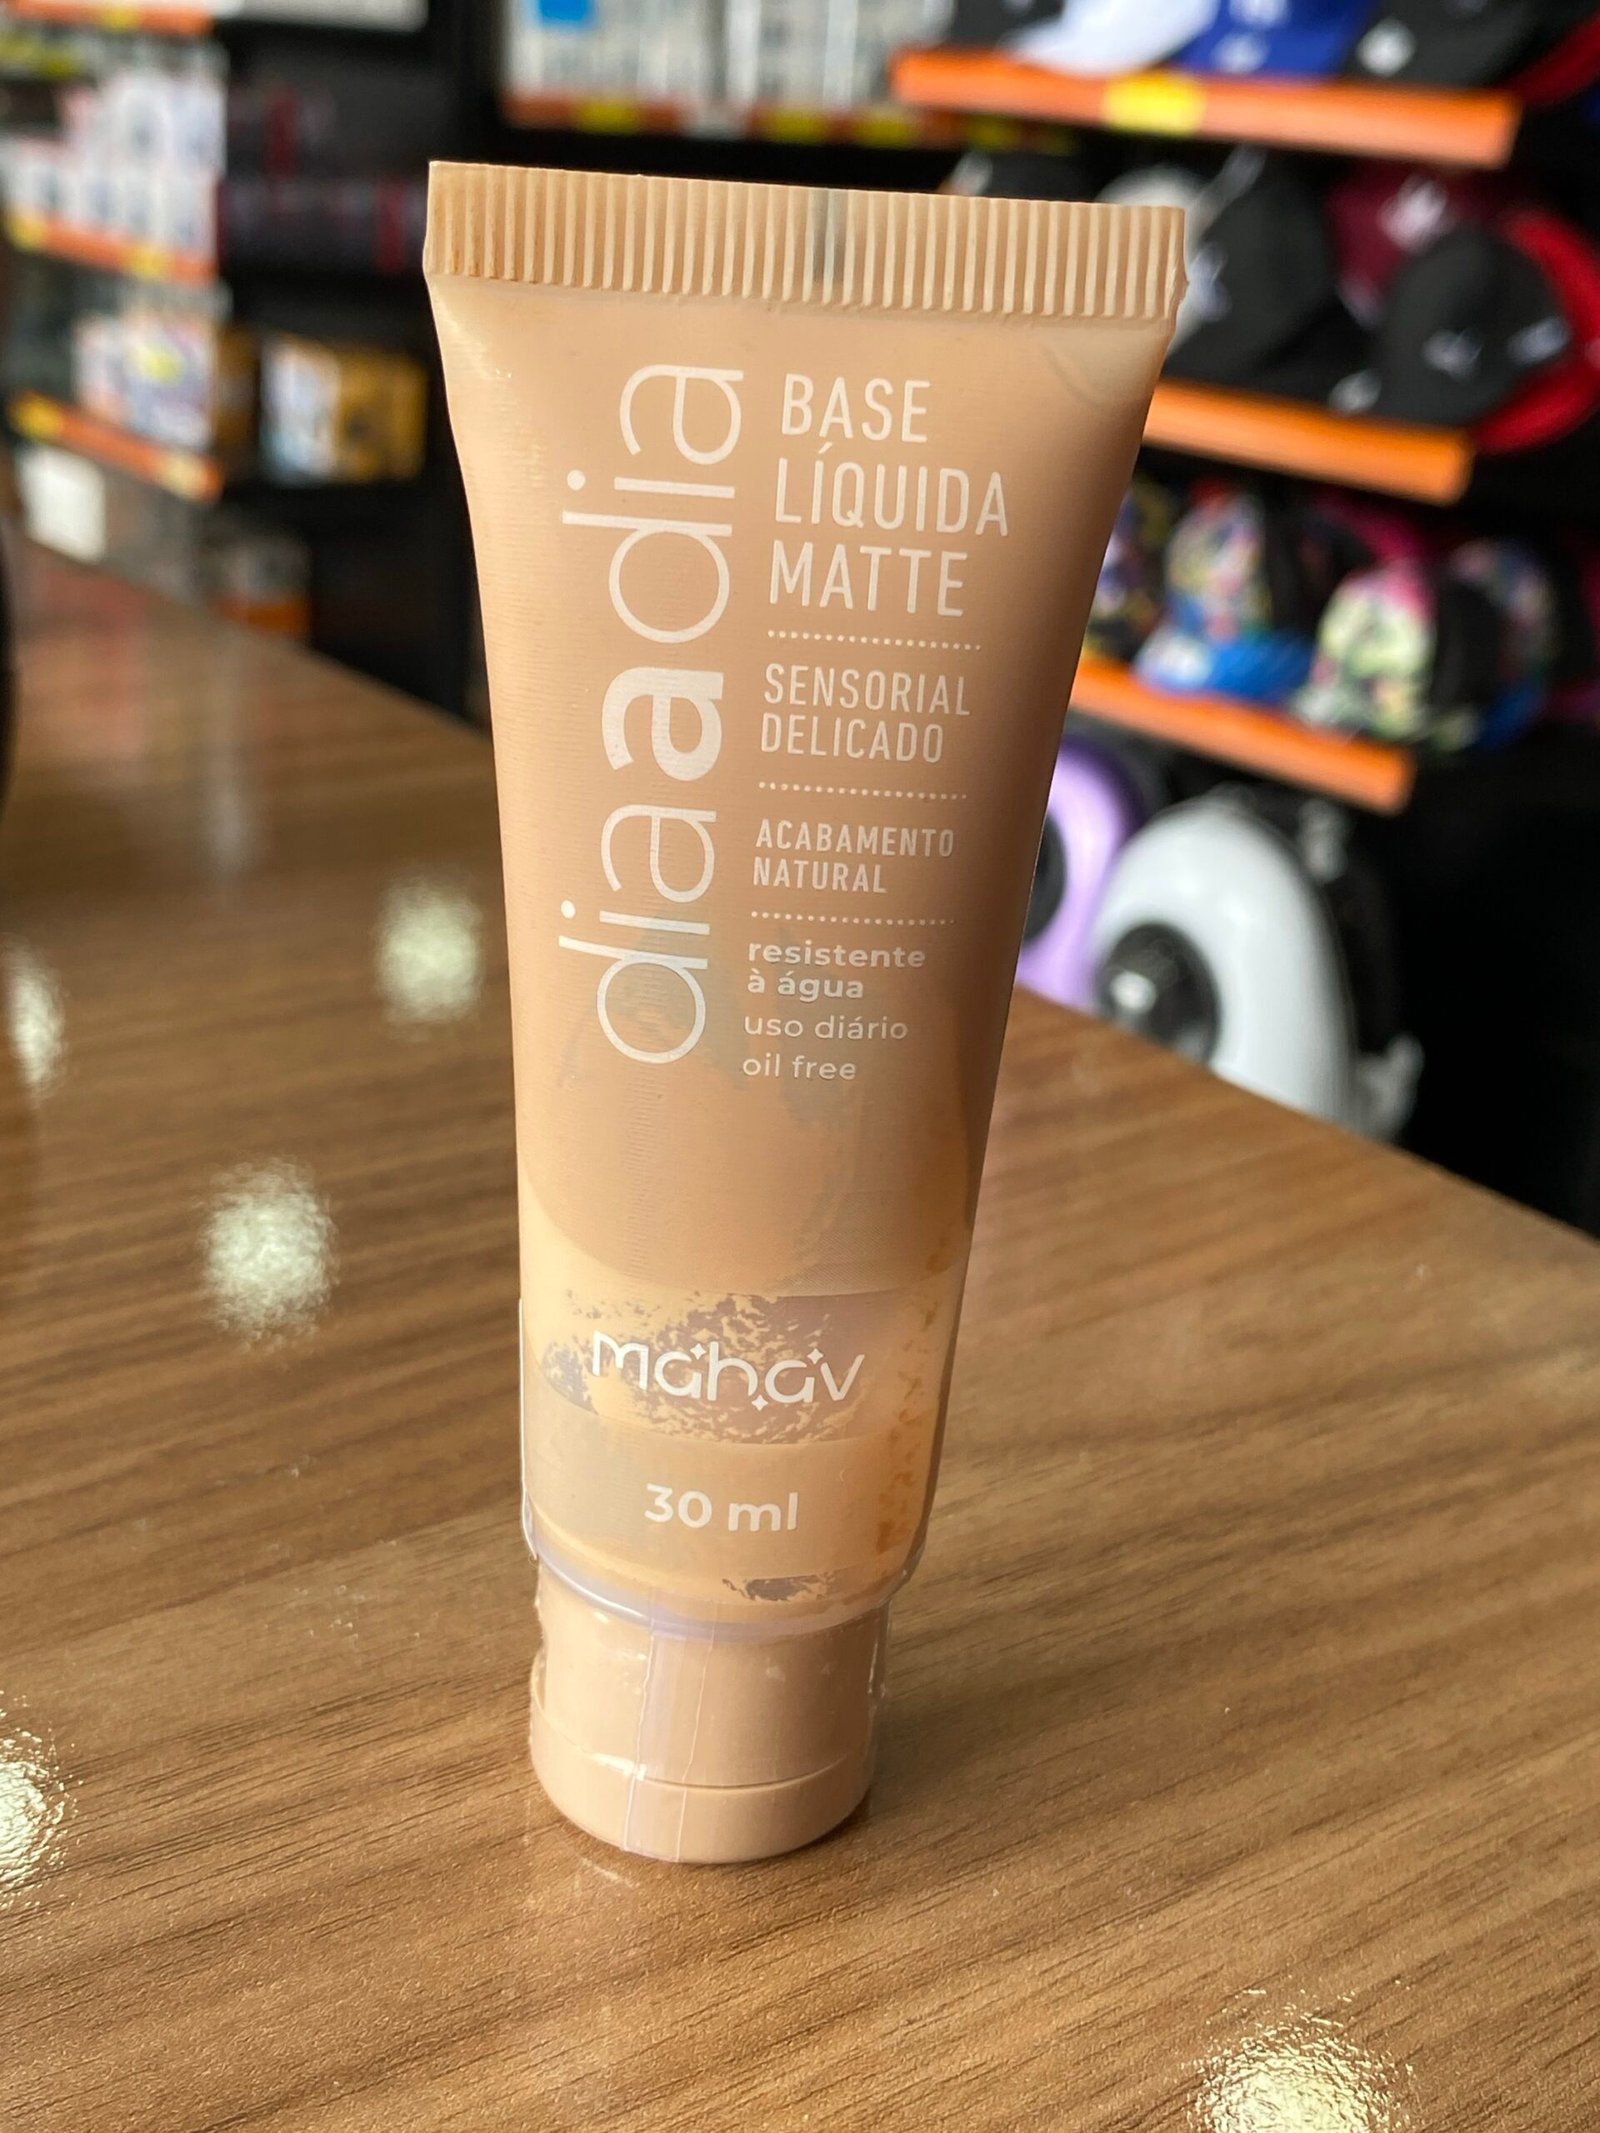 diaadia
BASE
LÍQUIDA
MATTE
SENSORIAL
DELICADO
ACABAMENTO
NATURAL
resistente
à água
uso diário
oil free
mahav
30 ml